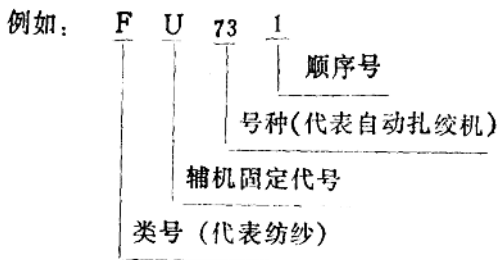 例如： F U 73 1
顺序号
号种(代表自动扎绞机)
辅机固定代号
类号 (代表纺纱)